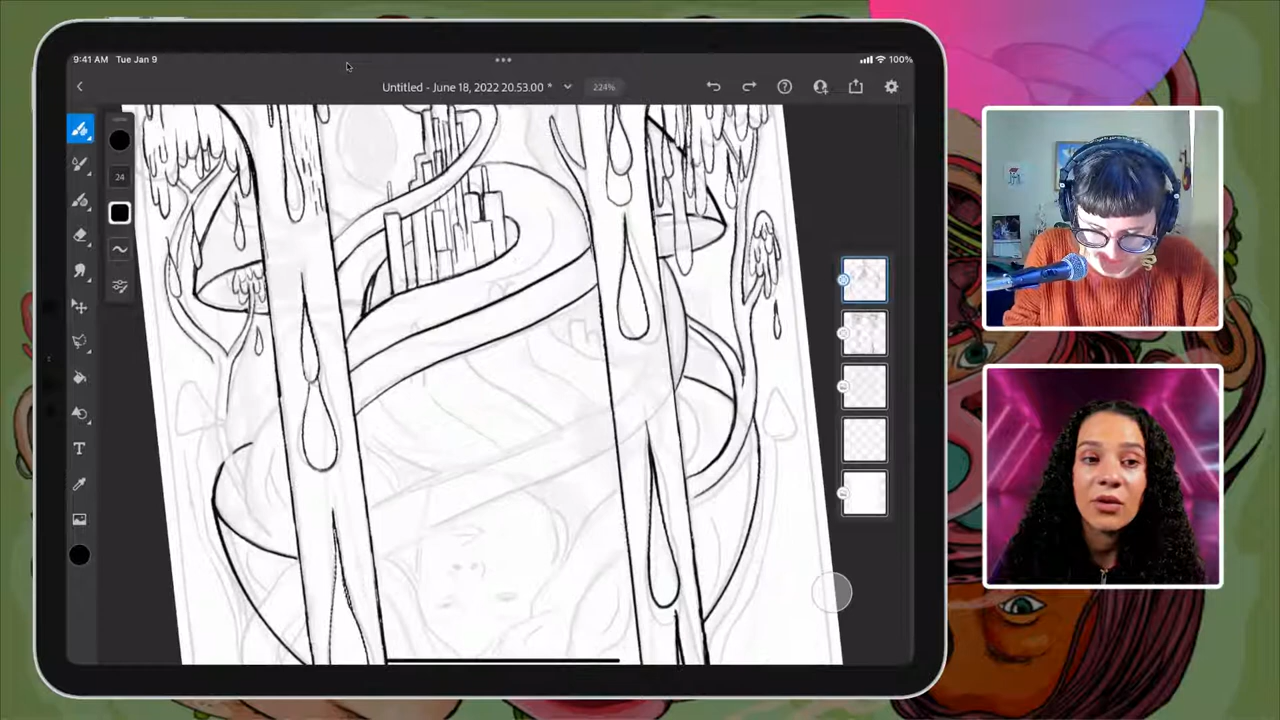 9:41 AM Tue Jan 9
100%
Untitled - June 18, 2022 20.53.00 *
224%
24
T